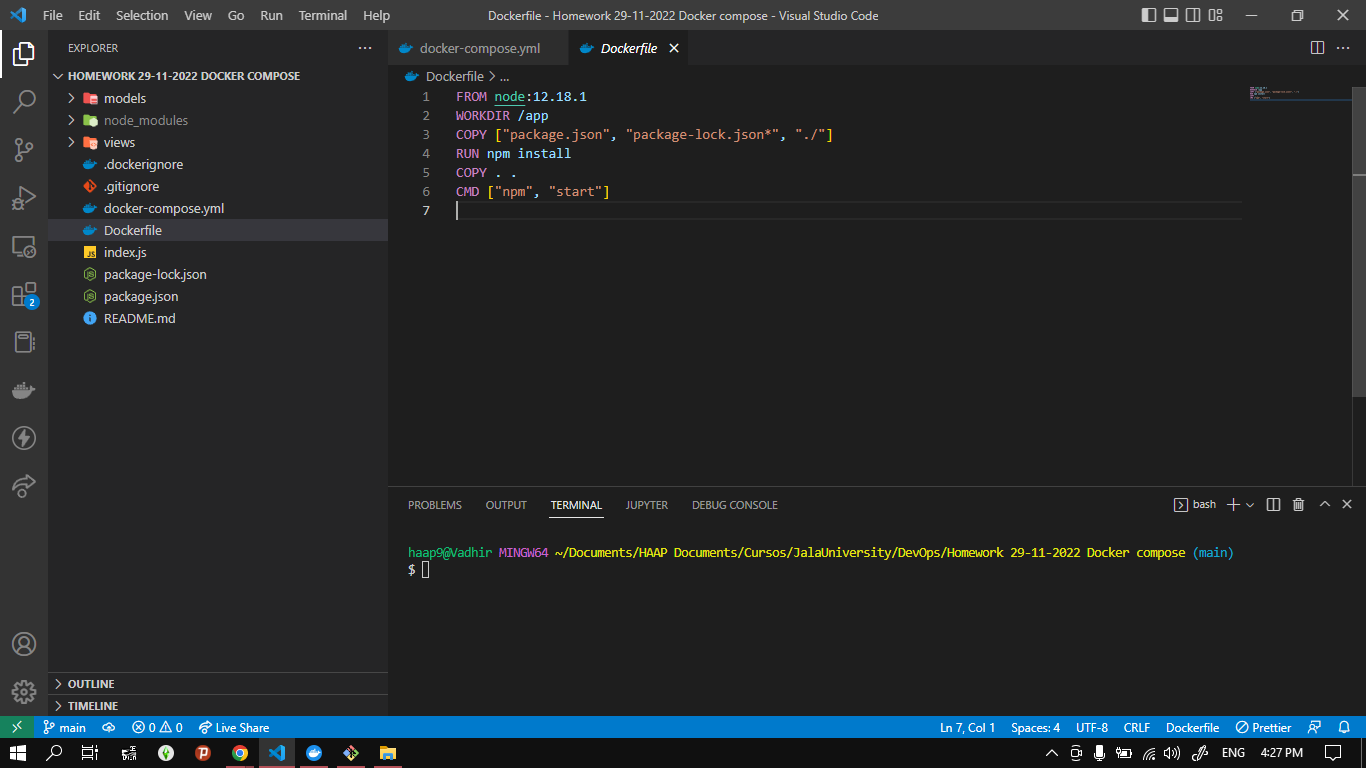 File Edit Selection View Go Run Terminal Help
Dockerfile - Homework 29-11-2022 Docker compose - Visual Studio Code
EXPLORER
HOMEWORK 29-11-2022 DOCKER COMPOSE
models
node_modules
views
.dockerignore
.gitignore
docker-compose.yml
Dockerfile
index.js
package-lock.json
package.json
README.md
2
OUTLINE
TIMELINE
docker-compose.yml
Dockerfile
Dockerfile > ...
1 FROM node:12.18.1
2 WORKDIR /app
3 COPY ["package.json", "package-lock.json*", "./"]
4 RUN npm install
5 COPY . .
6 CMD ["npm", "start"]
7
PROBLEMS OUTPUT TERMINAL JUPYTER DEBUG CONSOLE
bash
haap9@Vadhir MINGW64 ~/Documents/HAAP Documents/Cursos/JalaUniversity/DevOps/Homework 29-11-2022 Docker compose (main)
$
main 0 0 Live Share
Ln 7, Col 1 Spaces: 4 UTF-8 CRLF Dockerfile Prettier
ENG 4:27 PM